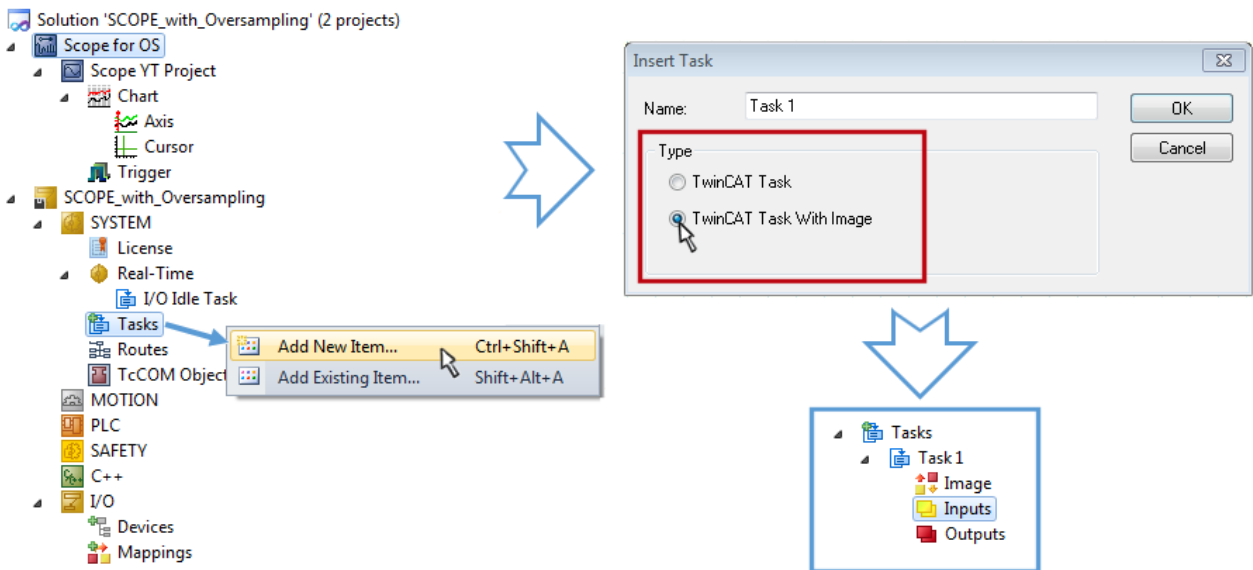 Solution 'SCOPE_with_Oversampling' (2 projects)
Scope for OS
Scope YT Project
Chart
Axis
Cursor
Trigger
SCOPE_with_Oversampling
SYSTEM
License
Real-Time
I/O Idle Task
Tasks
Routes
TcCOM Object
MOTION
PLC
SAFETY
C++
I/O
Devices
Mappings
Add New Item... Ctrl+Shift+A
Add Existing Item... Shift+Alt+A
Insert Task
Name: Task 1
OK
Cancel
Type
TwinCAT Task
TwinCAT Task With Image
Tasks
Task 1
Image
Inputs
Outputs